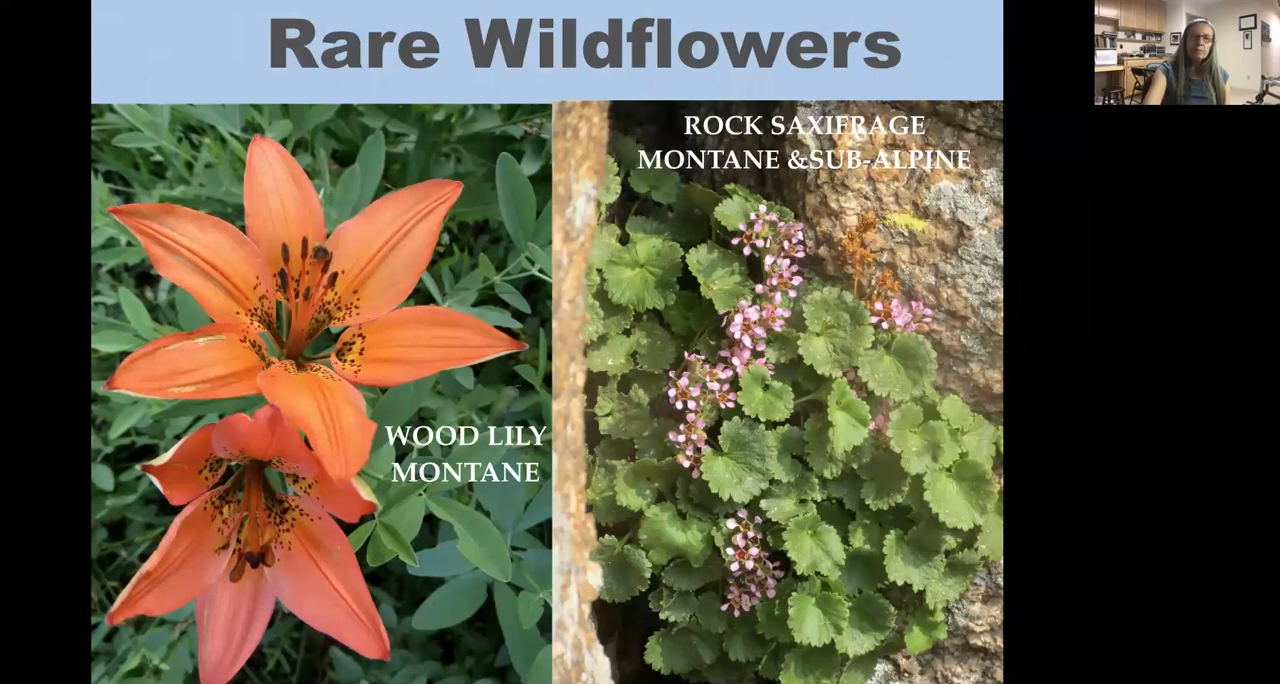 Rare Wildflowers
ROCK SAXIFRAGE
MONTANE &SUB-ALPINE
WOOD LILY
MONTANE